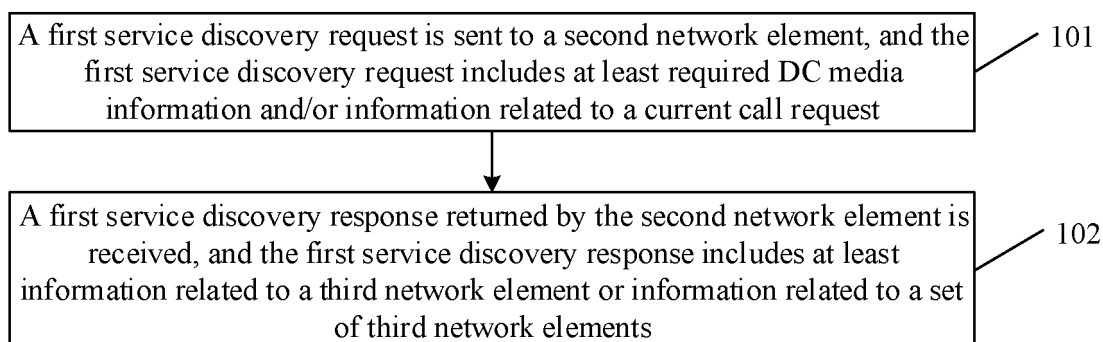 A first service discovery request is sent to a second network element, and the
first service discovery request includes at least required DC media
information and/or information related to a current call request
101
A first service discovery response returned by the second network element is
received, and the first service discovery response includes at least
information related to a third network element or information related to a set
of third network elements
102